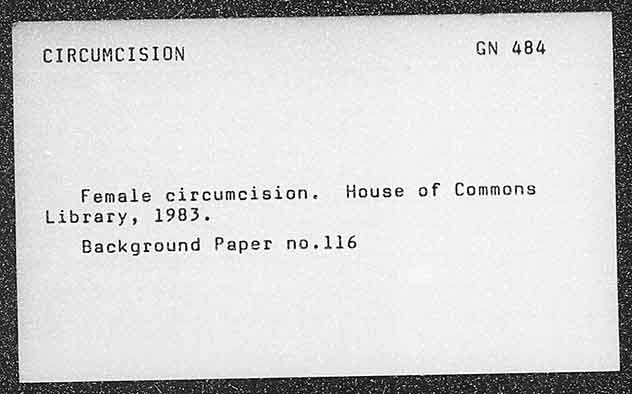 CIRCUMCISION GN 484
Female circumcision. House of Commons
Library, 1983.
Background Paper no.116